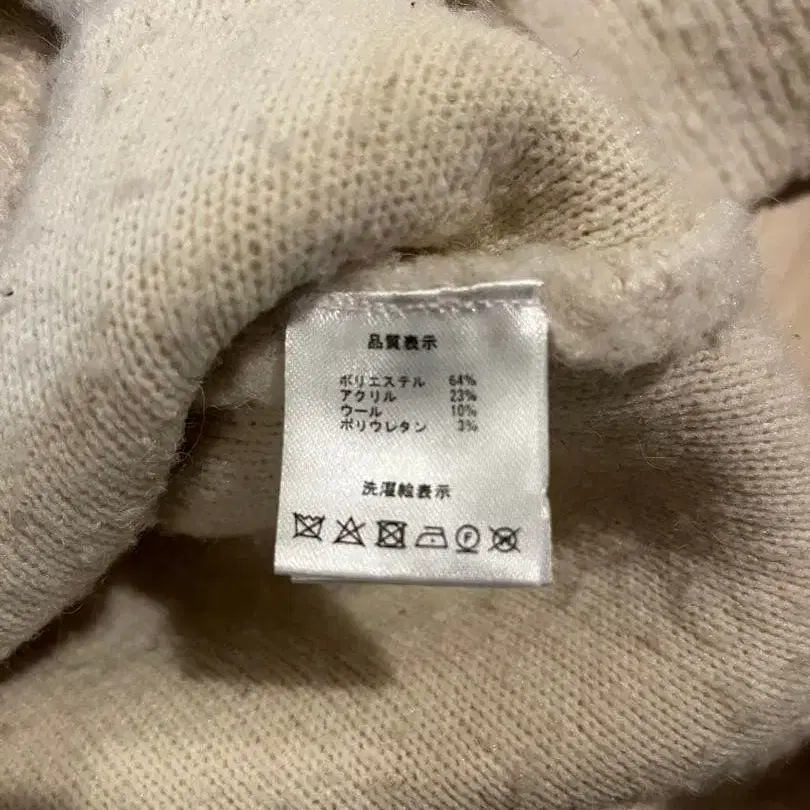 品質表示
ポリエステル 64%
アクリル 23%
ウール 10%
ポリウレタン 3%
洗濯絵表示
F